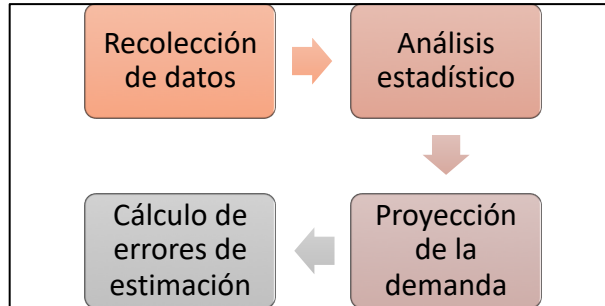 Recolección
de datos
Análisis
estadístico
Proyección
de la
demanda
Cálculo de
errores de
estimación